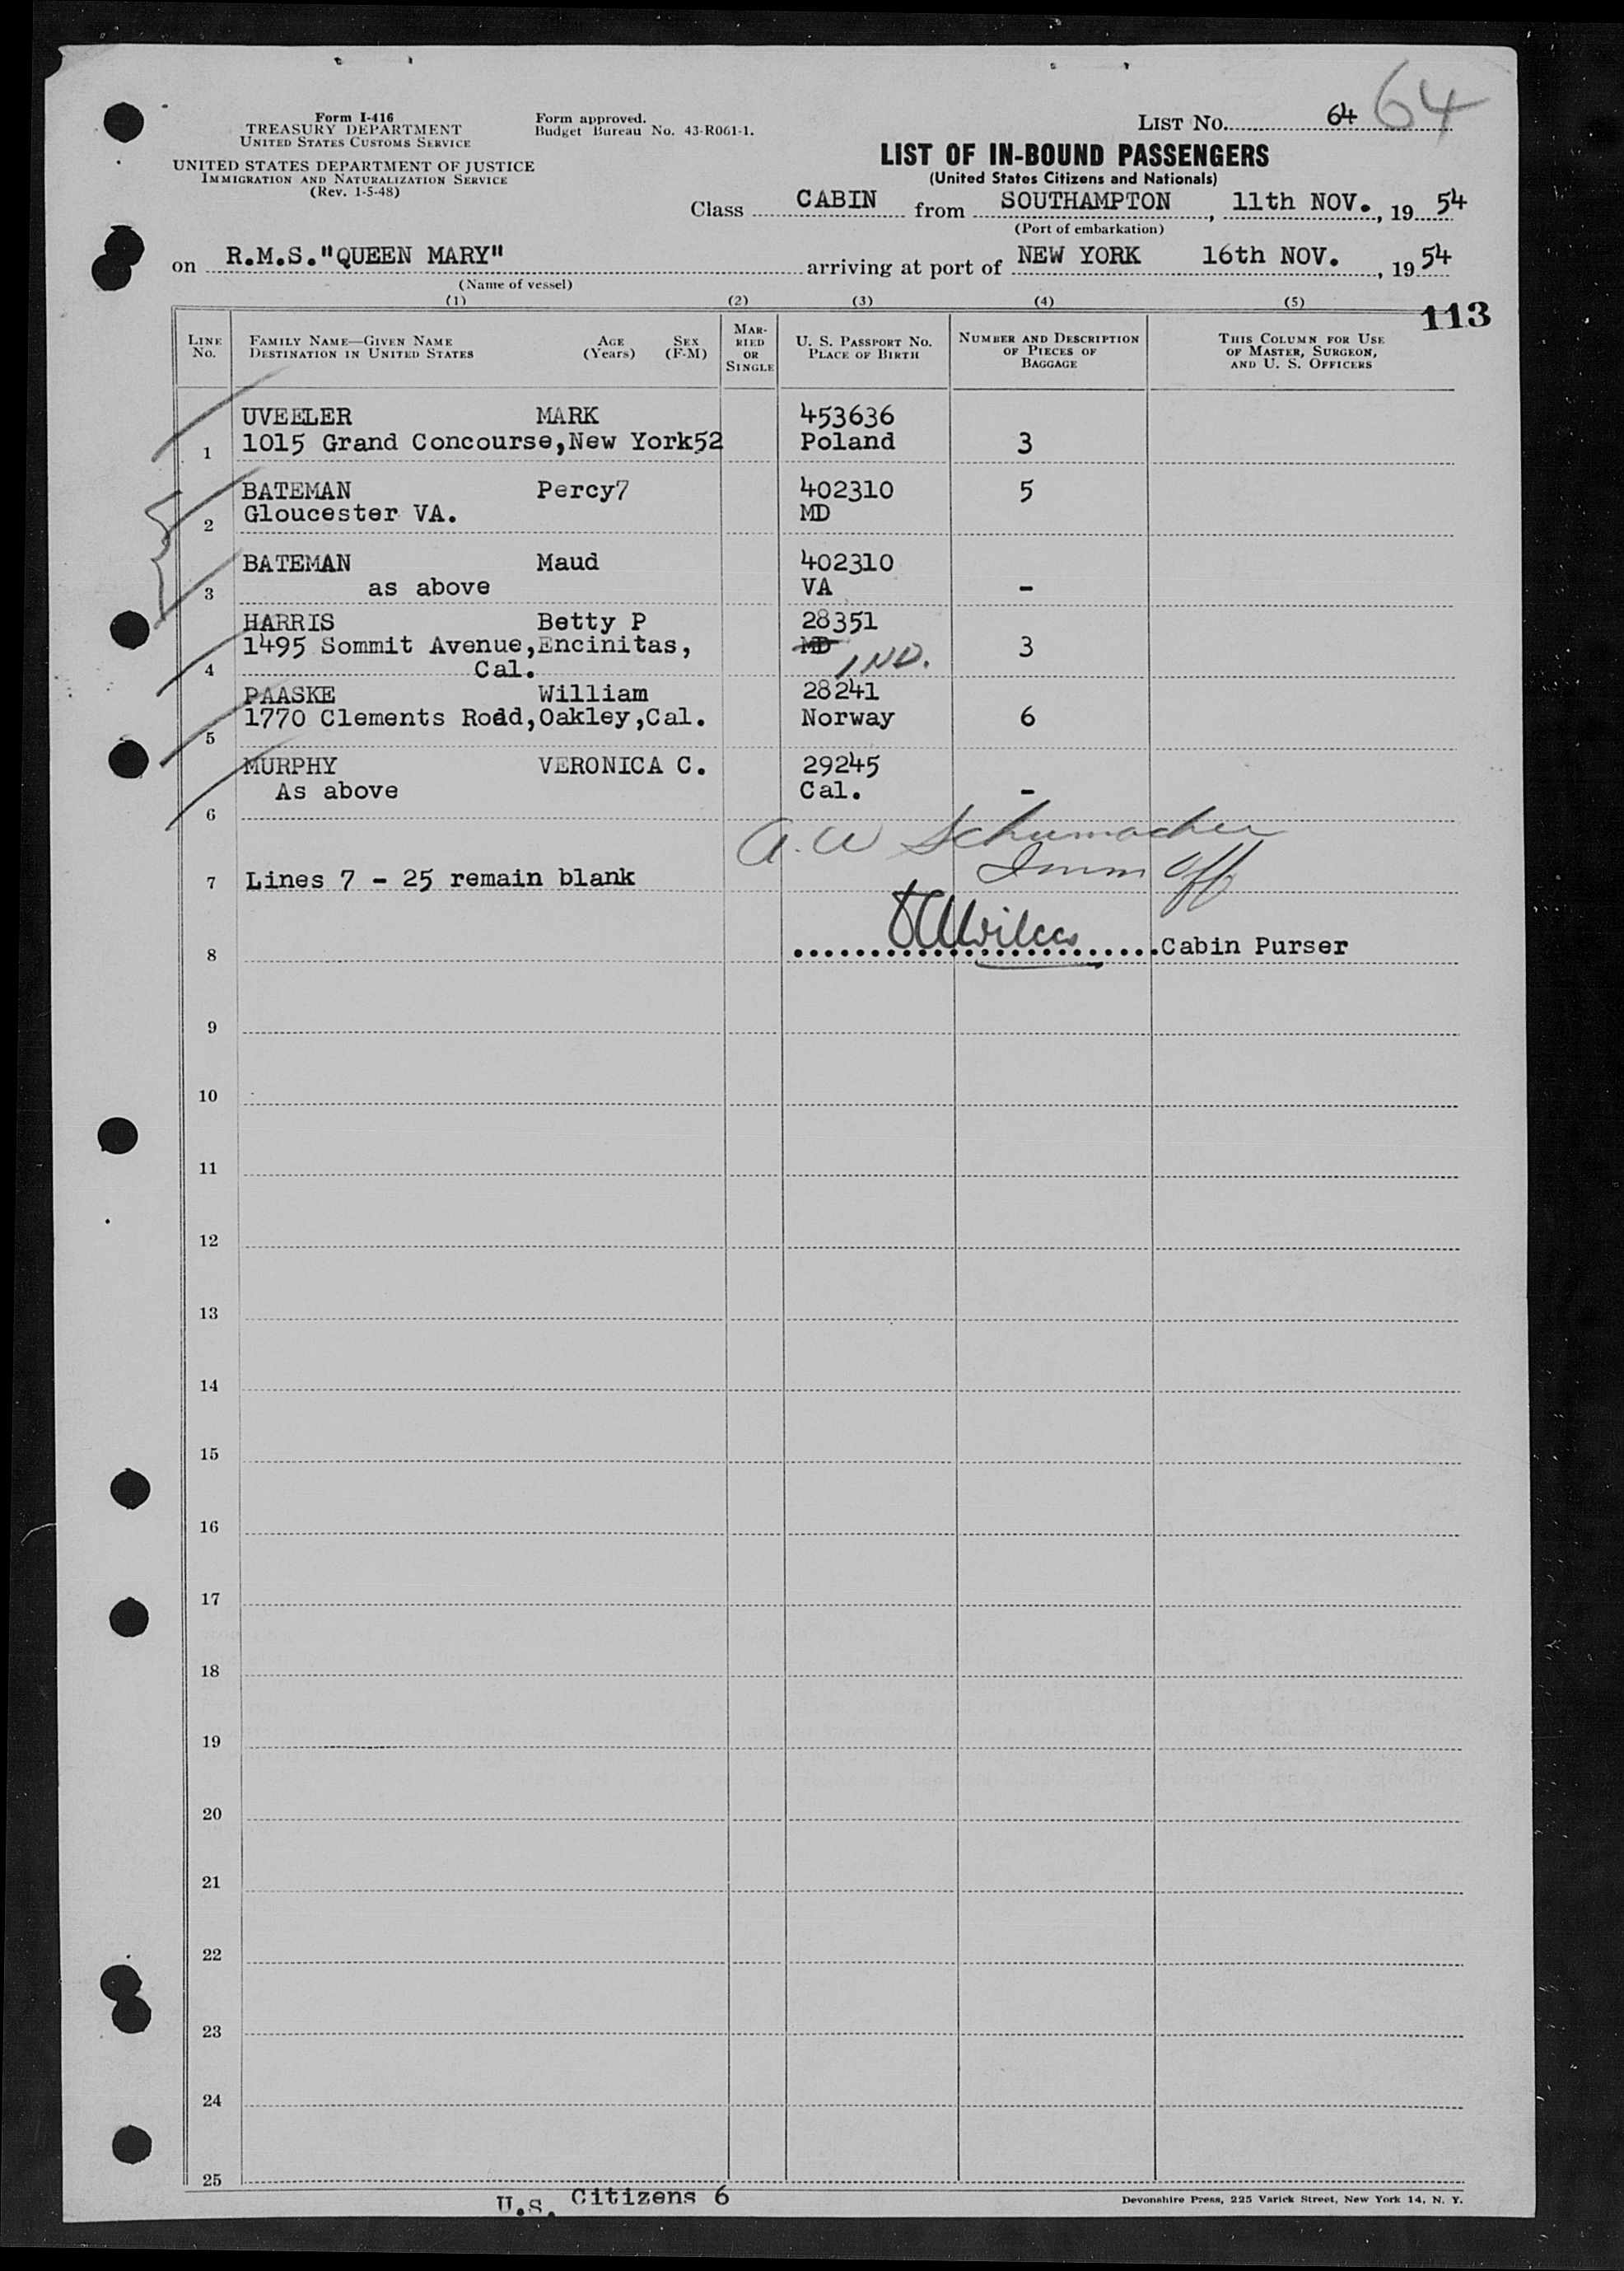 Form I-416
TREASURY DEPARTMENT
UNITED STATES CUSTOMS SERVICE
UNITED STATES DEPARTMENT OF JUSTICE
IMMIGRATION AND NATURALIZATION SERVICE
(Rev. 1-5-48)
Form approved.
Budget Bureau No. 43-R061-1.
LIST NO. 64 64
LIST OF IN-BOUND PASSENGERS
(United States Citizens and Nationals)
Class CABIN from SOUTHAMPTON, 11th NOV., 19 54
(Port of embarkation)
on R.M.S."QUEEN MARY" arriving at port of NEW YORK 16th NOV., 19 54
(Name of vessel)
(1) (2) (3) (4) (5)
113
LINE NO.
FAMILY NAME—GIVEN NAME
DESTINATION IN UNITED STATES
AGE (Years)
SEX (F-M)
MARRIED OR SINGLE
U. S. PASSPORT NO.
PLACE OF BIRTH
NUMBER AND DESCRIPTION OF PIECES OF BAGGAGE
THIS COLUMN FOR USE OF MASTER, SURGEON, AND U. S. OFFICERS
UVEELER MARK 453636
1 1015 Grand Concourse,New York52 Poland 3
BATEMAN Percy7 402310 5
2 Gloucester VA. MD
BATEMAN Maud 402310
3 as above VA -
HARRIS Betty P 28351
1495 Sommit Avenue,Encinitas, MD 3
4 Cal. IND.
PAASKE William 28241
5 1770 Clements Road,Oakley,Cal. Norway 6
MURPHY VERONICA C. 29245
As above Cal. -
6
A. W Schumacher
Imm Off
7 Lines 7 - 25 remain blank
8 Cabin Purser
9
10
11
12
13
14
15
16
17
18
19
20
21
22
23
24
25
U.S. Citizens 6
Devonshire Press, 225 Varick Street, New York 14, N. Y.